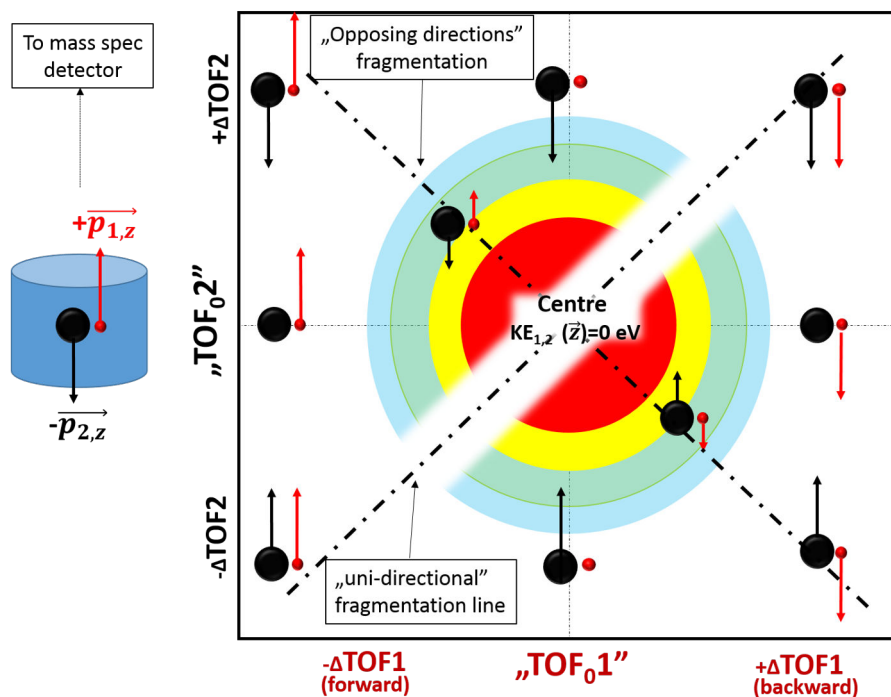 To mass spec
detector
„Opposing directions”
fragmentation
+ΔTOF2
+p₁,z
-p₂,z
„TOF₀2”
Centre
KE₁,₂ (z⃗)=0 eV
-ΔTOF2
„uni-directional”
fragmentation line
-ΔTOF1
(forward)
„TOF₀1”
+ΔTOF1
(backward)